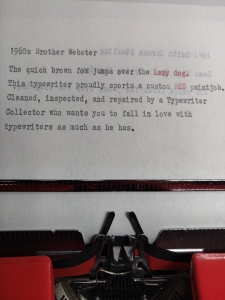 1960s Brother Webster
The quick brown fox jumps over the lazy dog.
This typewriter proudly sports a custom RED paintjob.
Cleaned, inspected, and repaired by a Typewriter
Collector who wants you to fall in love with
typewriters as much as he has.